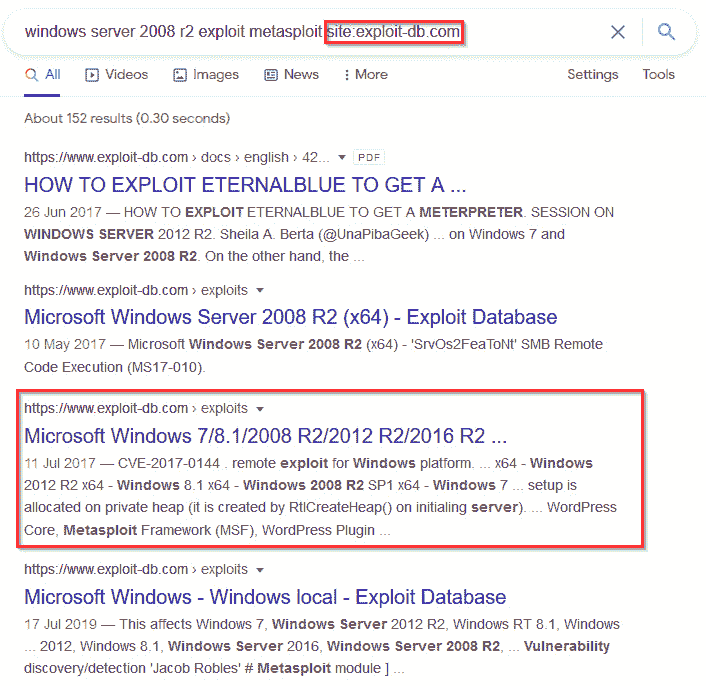 windows server 2008 r2 exploit metasploit site:exploit-db.com
All Videos Images News More Settings Tools
About 152 results (0.30 seconds)
https://www.exploit-db.com › docs › english › 42... PDF
HOW TO EXPLOIT ETERNALBLUE TO GET A ...
26 Jun 2017 — HOW TO EXPLOIT ETERNALBLUE TO GET A METERPRETER. SESSION ON
WINDOWS SERVER 2012 R2. Sheila A. Berta (@UnaPibaGeek) ... on Windows 7 and
Windows Server 2008 R2. On the other hand, the ...
https://www.exploit-db.com › exploits
Microsoft Windows Server 2008 R2 (x64) - Exploit Database
10 May 2017 — Microsoft Windows Server 2008 R2 (x64) - 'SrvOs2FeaToNt' SMB Remote
Code Execution (MS17-010).
https://www.exploit-db.com › exploits
Microsoft Windows 7/8.1/2008 R2/2012 R2/2016 R2 ...
11 Jul 2017 — CVE-2017-0144 . remote exploit for Windows platform. ... x64 - Windows
2012 R2 x64 - Windows 8.1 x64 - Windows 2008 R2 SP1 x64 - Windows 7 ... setup is
allocated on private heap (it is created by RtlCreateHeap() on initialing server). ... WordPress
Core, Metasploit Framework (MSF), WordPress Plugin ...
https://www.exploit-db.com › exploits
Microsoft Windows - Windows local - Exploit Database
17 Jul 2019 — This affects Windows 7, Windows Server 2012 R2, Windows RT 8.1, Windows
... 2012, Windows 8.1, Windows Server 2016, Windows Server 2008 R2, ... Vulnerability
discovery/detection 'Jacob Robles' # Metasploit module ] ...